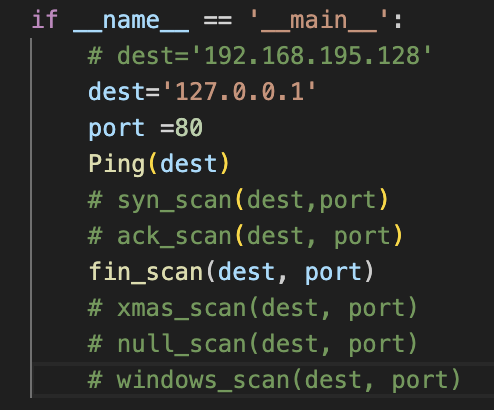 if __name__ == '__main__':
# dest='192.168.195.128'
dest='127.0.0.1'
port =80
Ping(dest)
# syn_scan(dest,port)
# ack_scan(dest, port)
fin_scan(dest, port)
# xmas_scan(dest, port)
# null_scan(dest, port)
# windows_scan(dest, port)